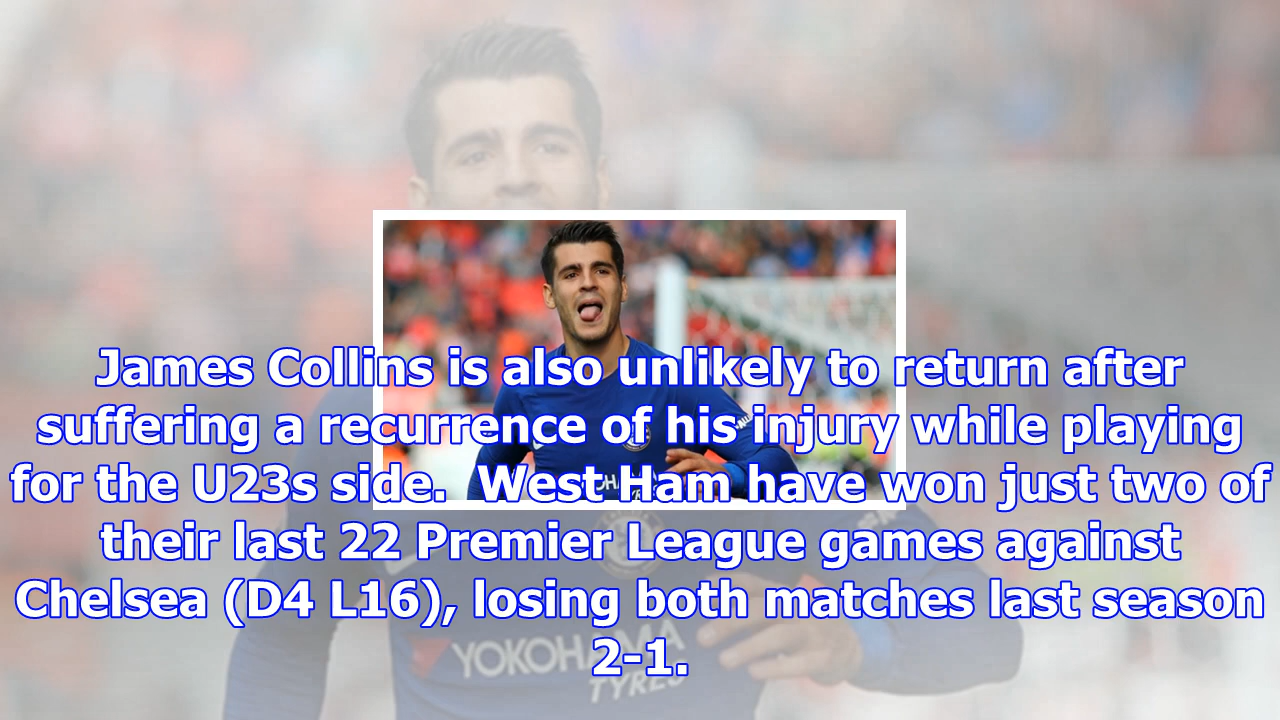 James Collins is also unlikely to return after
suffering a recurrence of his injury while playing
for the U23s side.  West Ham have won just two of
their last 22 Premier League games against
Chelsea (D4 L16), losing both matches last season
2-1.
YOKOHAMA
TYRES